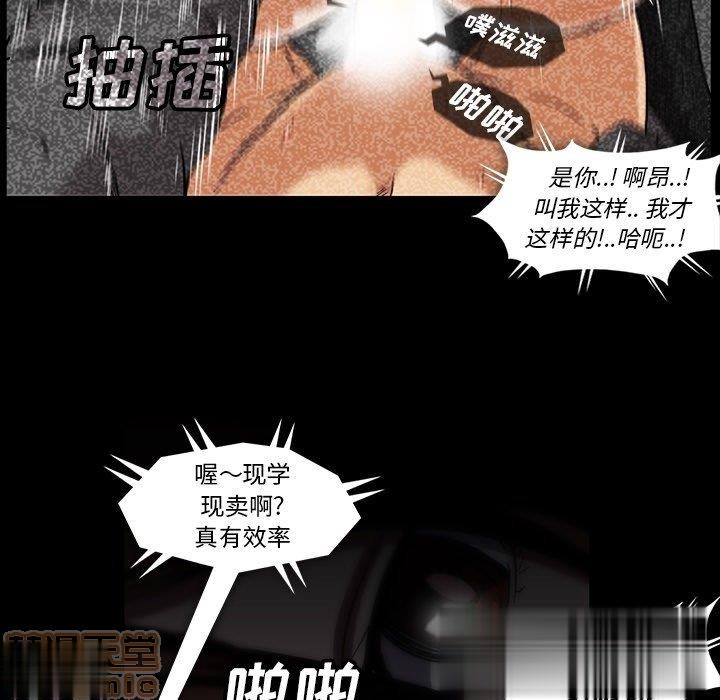 噗滋滋
抽插
啪啪
是你..! 啊昂..!
叫我这样.. 我才
这样的!..哈呃..!
喔～现学
现卖啊?
真有效率
啪啪